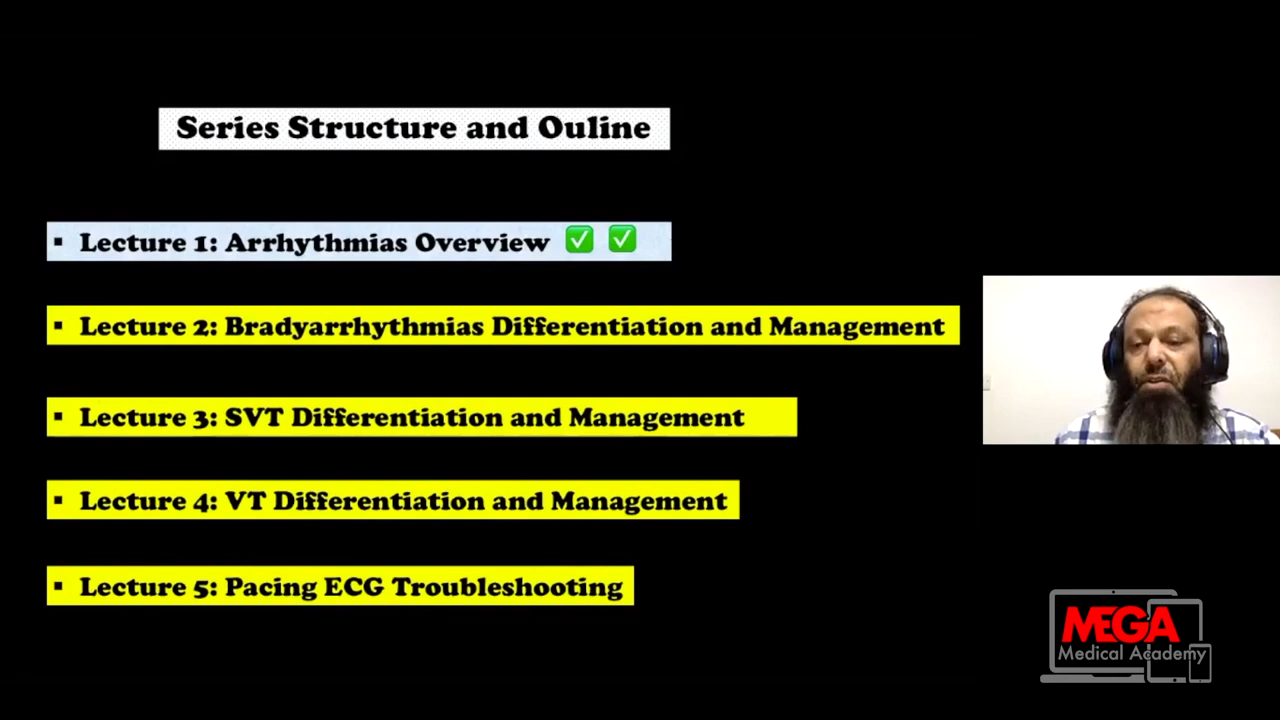 Series Structure and Ouline
▪ Lecture 1: Arrhythmias Overview ✅ ✅
▪ Lecture 2: Bradyarrhythmias Differentiation and Management
▪ Lecture 3: SVT Differentiation and Management
▪ Lecture 4: VT Differentiation and Management
▪ Lecture 5: Pacing ECG Troubleshooting
MEGA
Medical Academy